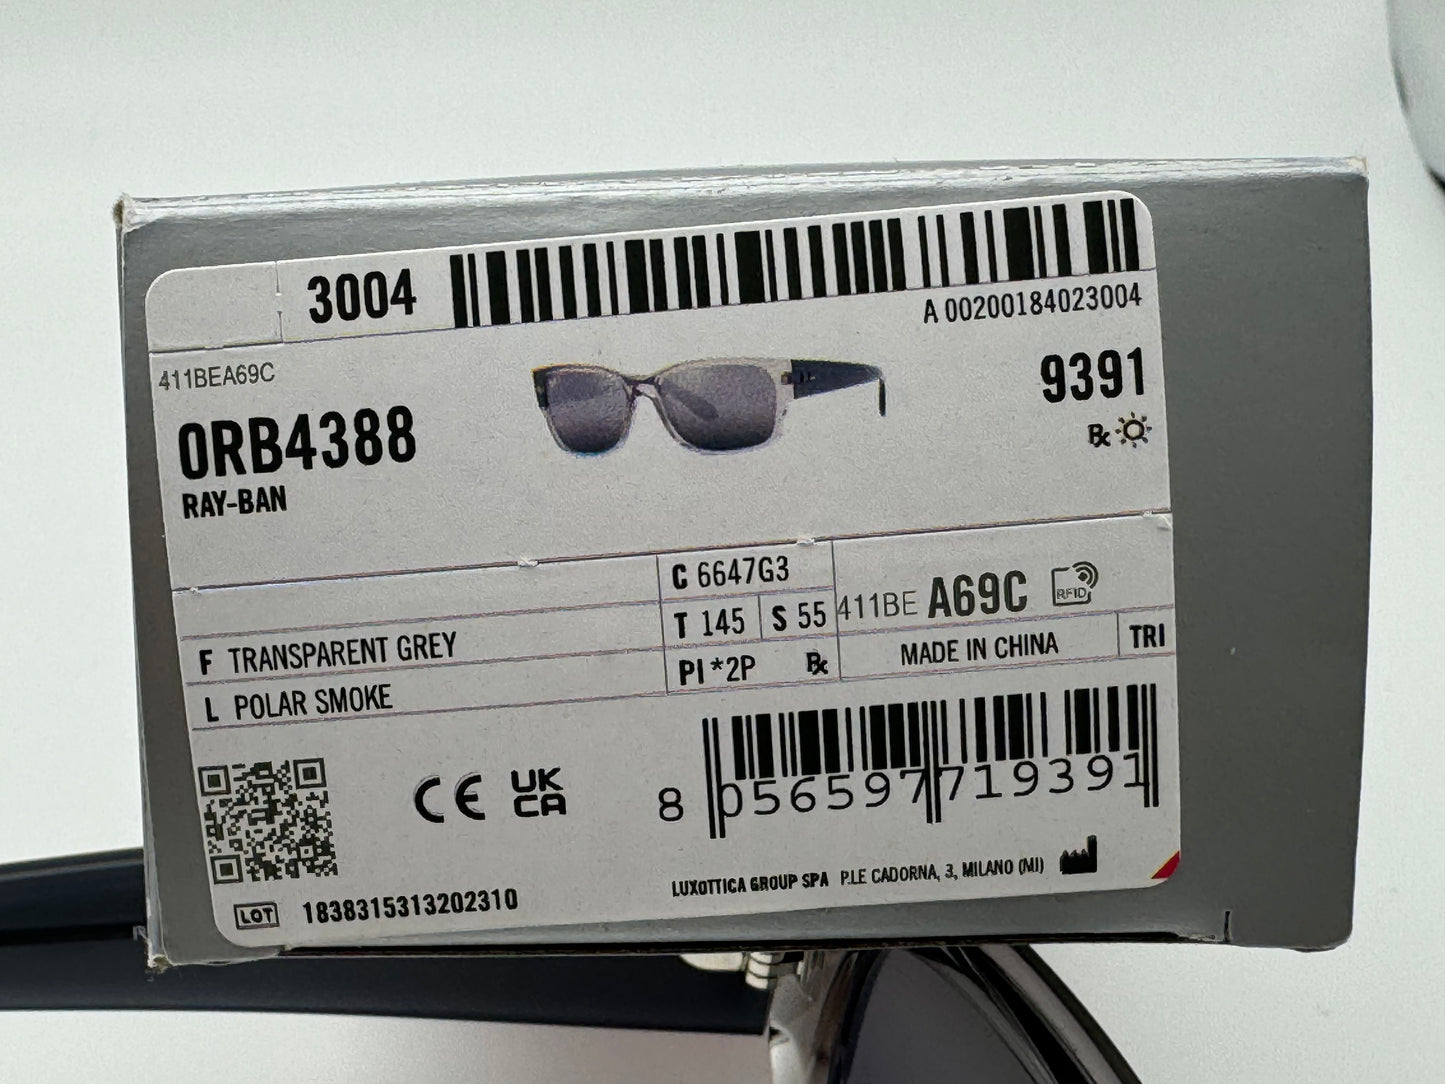 3004
A 00200184023004
411BEA69C
0RB4388
RAY-BAN
9391
Rx
C 6647G3
T 145 S 55
PI *2P Rx
411BE A69C RFID
MADE IN CHINA TRI
F TRANSPARENT GREY
L POLAR SMOKE
CE UK
CA
8 056597 719391
LUXOTTICA GROUP SPA P.LE CADORNA, 3, MILANO (MI)
LOT 1838315313202310